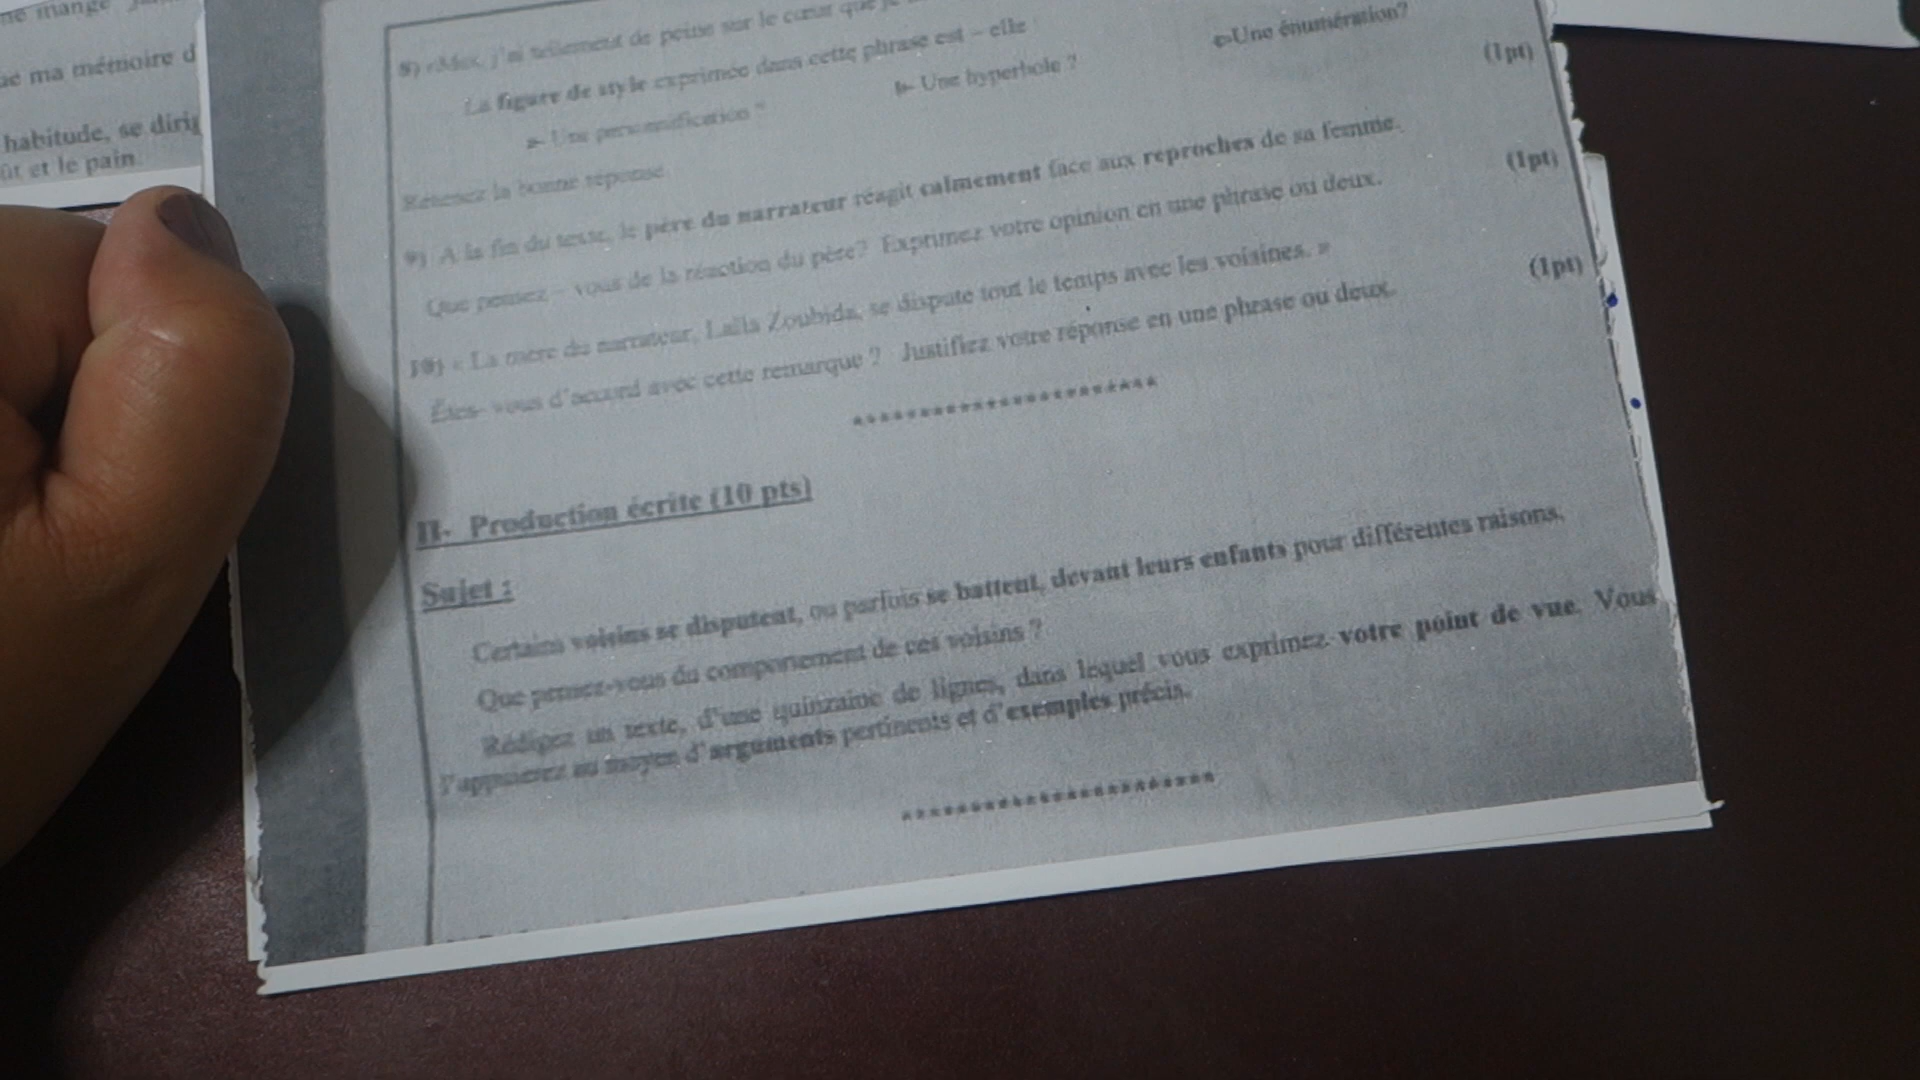 ne mange
ue ma mémoire d
habitude, se dirig
ût et le pain.
8) «Moi, j'ai tellement de peine sur le cœur que je
La figure de style exprimée dans cette phrase est – elle
a- Une personnification ? b- Une hyperbole ? c-Une énumération?
Relevez la bonne réponse. (1pt)
9) A la fin du texte, le père du narrateur réagit calmement face aux reproches de sa femme.
Que pensez – vous de la réaction du père? Exprimez votre opinion en une phrase ou deux. (1pt)
10) « La mère du narrateur, Lalla Zoubida, se dispute tout le temps avec les voisines. »
Êtes- vous d'accord avec cette remarque ? Justifiez votre réponse en une phrase ou deux. (1pt)
***********************
II- Production écrite (10 pts)
Sujet :
Certains voisins se disputent, ou parfois se battent, devant leurs enfants pour différentes raisons.
Que pensez-vous du comportement de ces voisins ?
Rédigez un texte, d'une quinzaine de lignes, dans lequel vous exprimez votre point de vue. Vous
l'appuierez au moyen d'arguments pertinents et d'exemples précis.
***********************